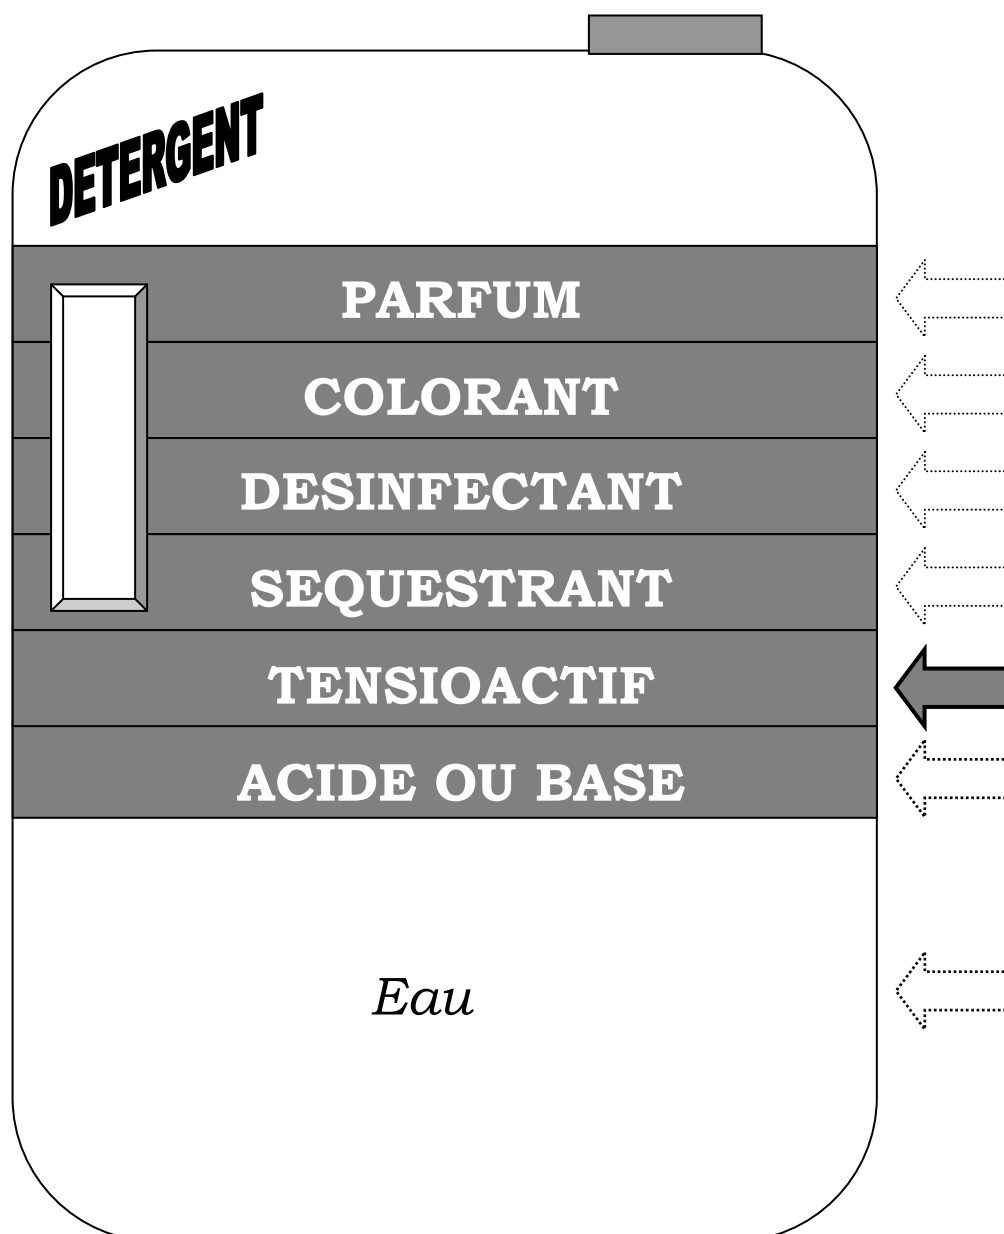 DETERGENT
PARFUM
COLORANT
DESINFECTANT
SEQUESTRANT
TENSIOACTIF
ACIDE OU BASE
Eau